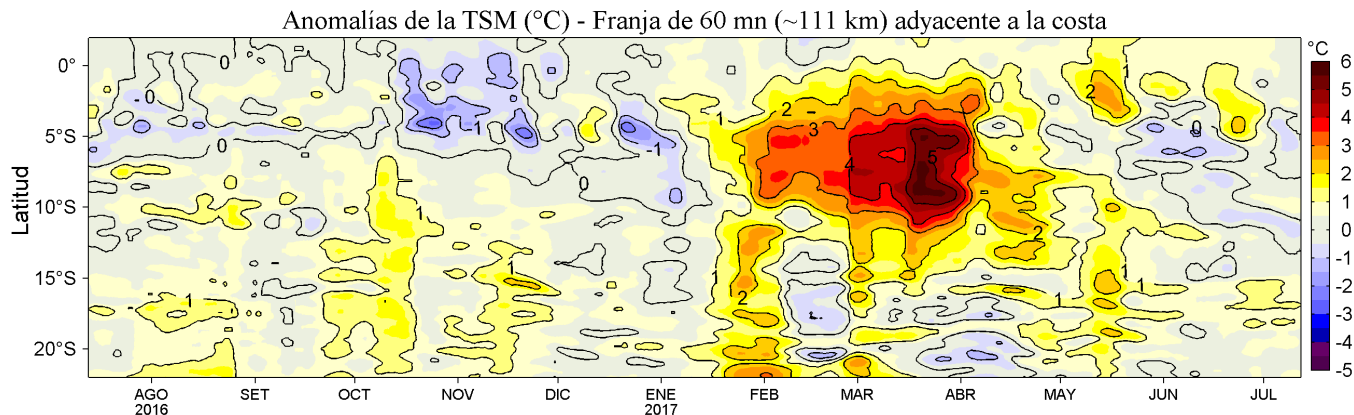 Anomalías de la TSM (°C) - Franja de 60 mn (~111 km) adyacente a la costa
°C
Latitud
0°
5°S
10°S
15°S
20°S
AGO
2016
SET
OCT
NOV
DIC
ENE
2017
FEB
MAR
ABR
MAY
JUN
JUL
6
5
4
3
2
1
0
-1
-2
-3
-4
-5
0
-0
0
-1
0
-1
1
1
-1
1
2
3
4
5
1
2
2
1
2
1
1
1
0